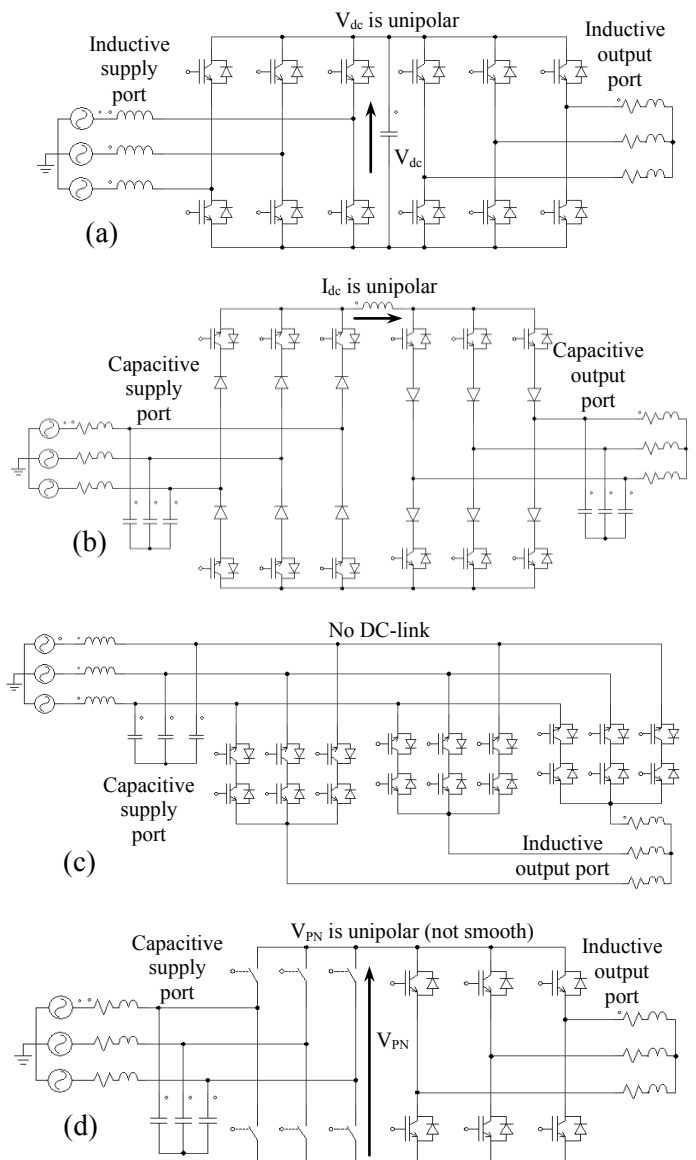 V_dc is unipolar
Inductive
supply
port
Inductive
output
port
V_dc
(a)
I_dc is unipolar
Capacitive
supply
port
Capacitive
output
port
(b)
No DC-link
Capacitive
supply
port
Inductive
output port
(c)
V_PN is unipolar (not smooth)
Capacitive
supply
port
Inductive
output
port
V_PN
(d)